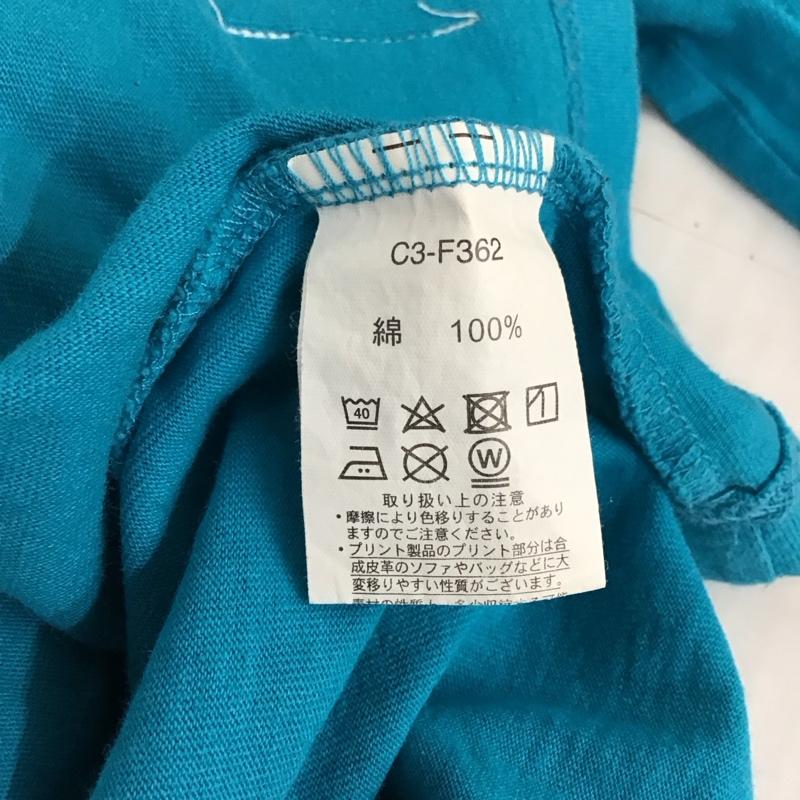 C3-F362
綿 100%
40
W
取り扱い上の注意
・摩擦により色移りすることがあり
ますのでご注意ください。
・プリント製品のプリント部分は合
成皮革のソファやバッグなどに大
変移りやすい性質がございます。